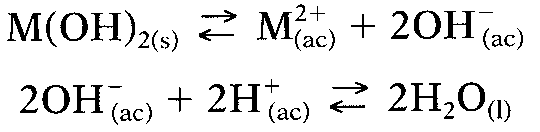 M(OH)₂₍s₎ ⇄ M²⁺₍ac₎ + 2OH⁻₍ac₎
2OH⁻₍ac₎ + 2H⁺₍ac₎ ⇄ 2H₂O₍l₎